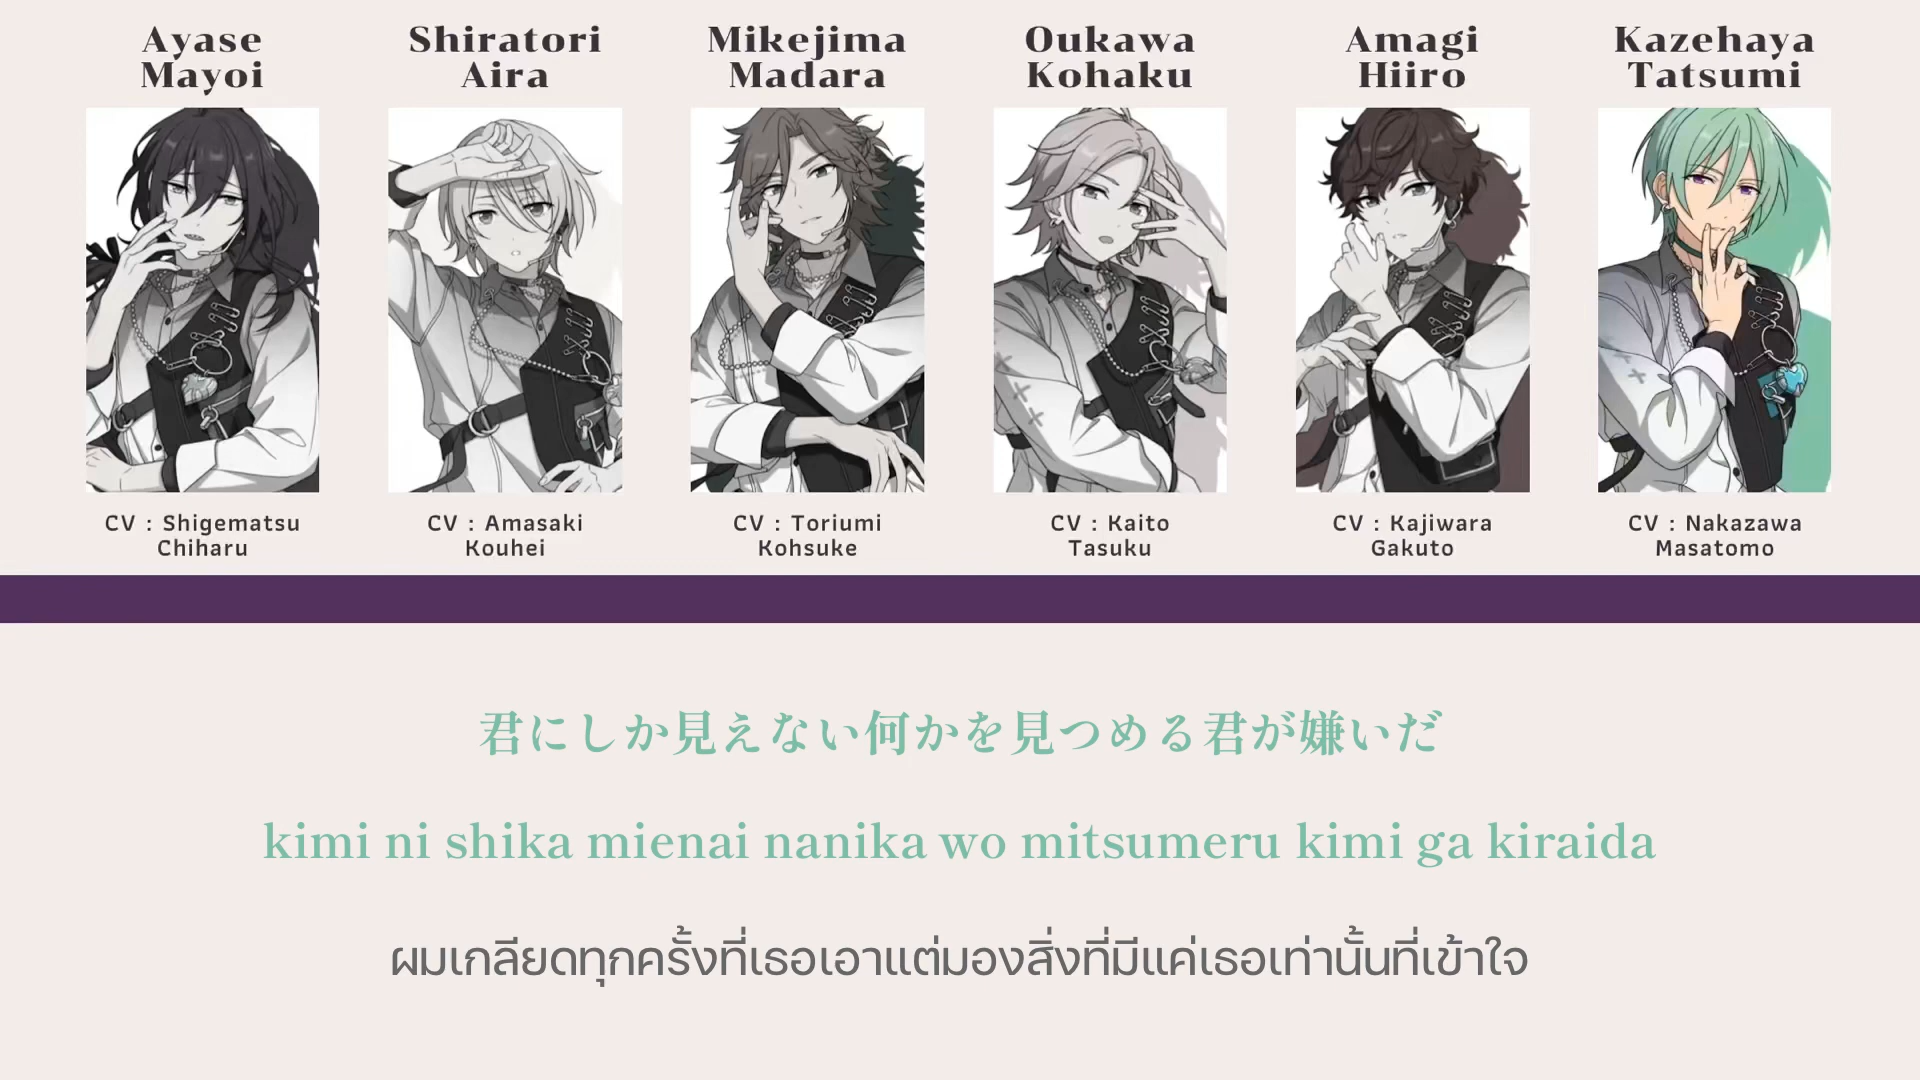 Ayase
Mayoi
Shiratori
Aira
Mikejima
Madara
Oukawa
Kohaku
Amagi
Hiiro
Kazehaya
Tatsumi
CV : Shigematsu
Chiharu
CV : Amasaki
Kouhei
CV : Toriumi
Kohsuke
CV : Kaito
Tasuku
CV : Kajiwara
Gakuto
CV : Nakazawa
Masatomo
君にしか見えない何かを見つめる君が嫌いだ
kimi ni shika mienai nanika wo mitsumeru kimi ga kiraida
ผมเกลียดทุกครั้งที่เธอเอาแต่มองสิ่งที่มีแค่เธอเท่านั้นที่เข้าใจ